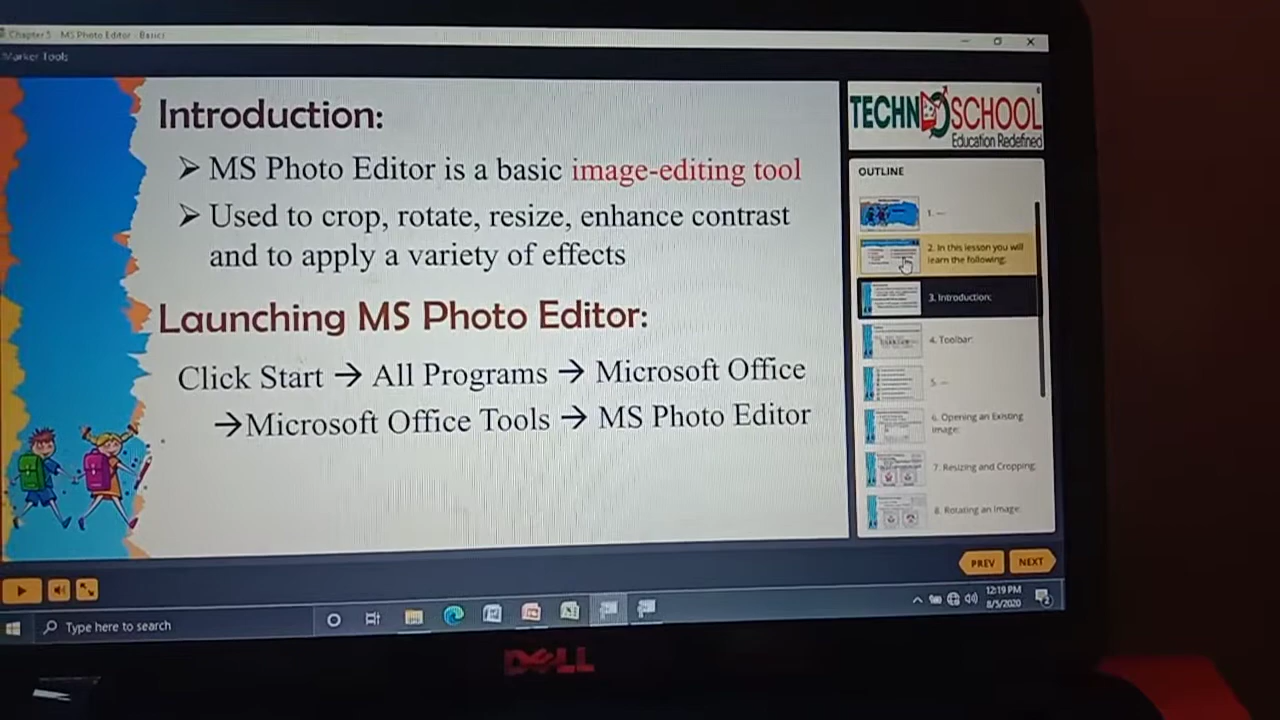 Chapter 5 MS Photo Editor - Basics
Marker Tools
Introduction:
➢ MS Photo Editor is a basic image-editing tool
➢ Used to crop, rotate, resize, enhance contrast
and to apply a variety of effects
Launching MS Photo Editor:
Click Start → All Programs → Microsoft Office
→Microsoft Office Tools → MS Photo Editor
TECHNOSCHOOL
Education Redefined
OUTLINE
1. —
2. In this lesson you will
learn the following:
3. Introduction:
4. Toolbar:
5. —
6. Opening an Existing
Image:
7. Resizing and Cropping:
8. Rotating an Image:
PREV NEXT
Type here to search
12:19 PM
8/5/2020
DELL